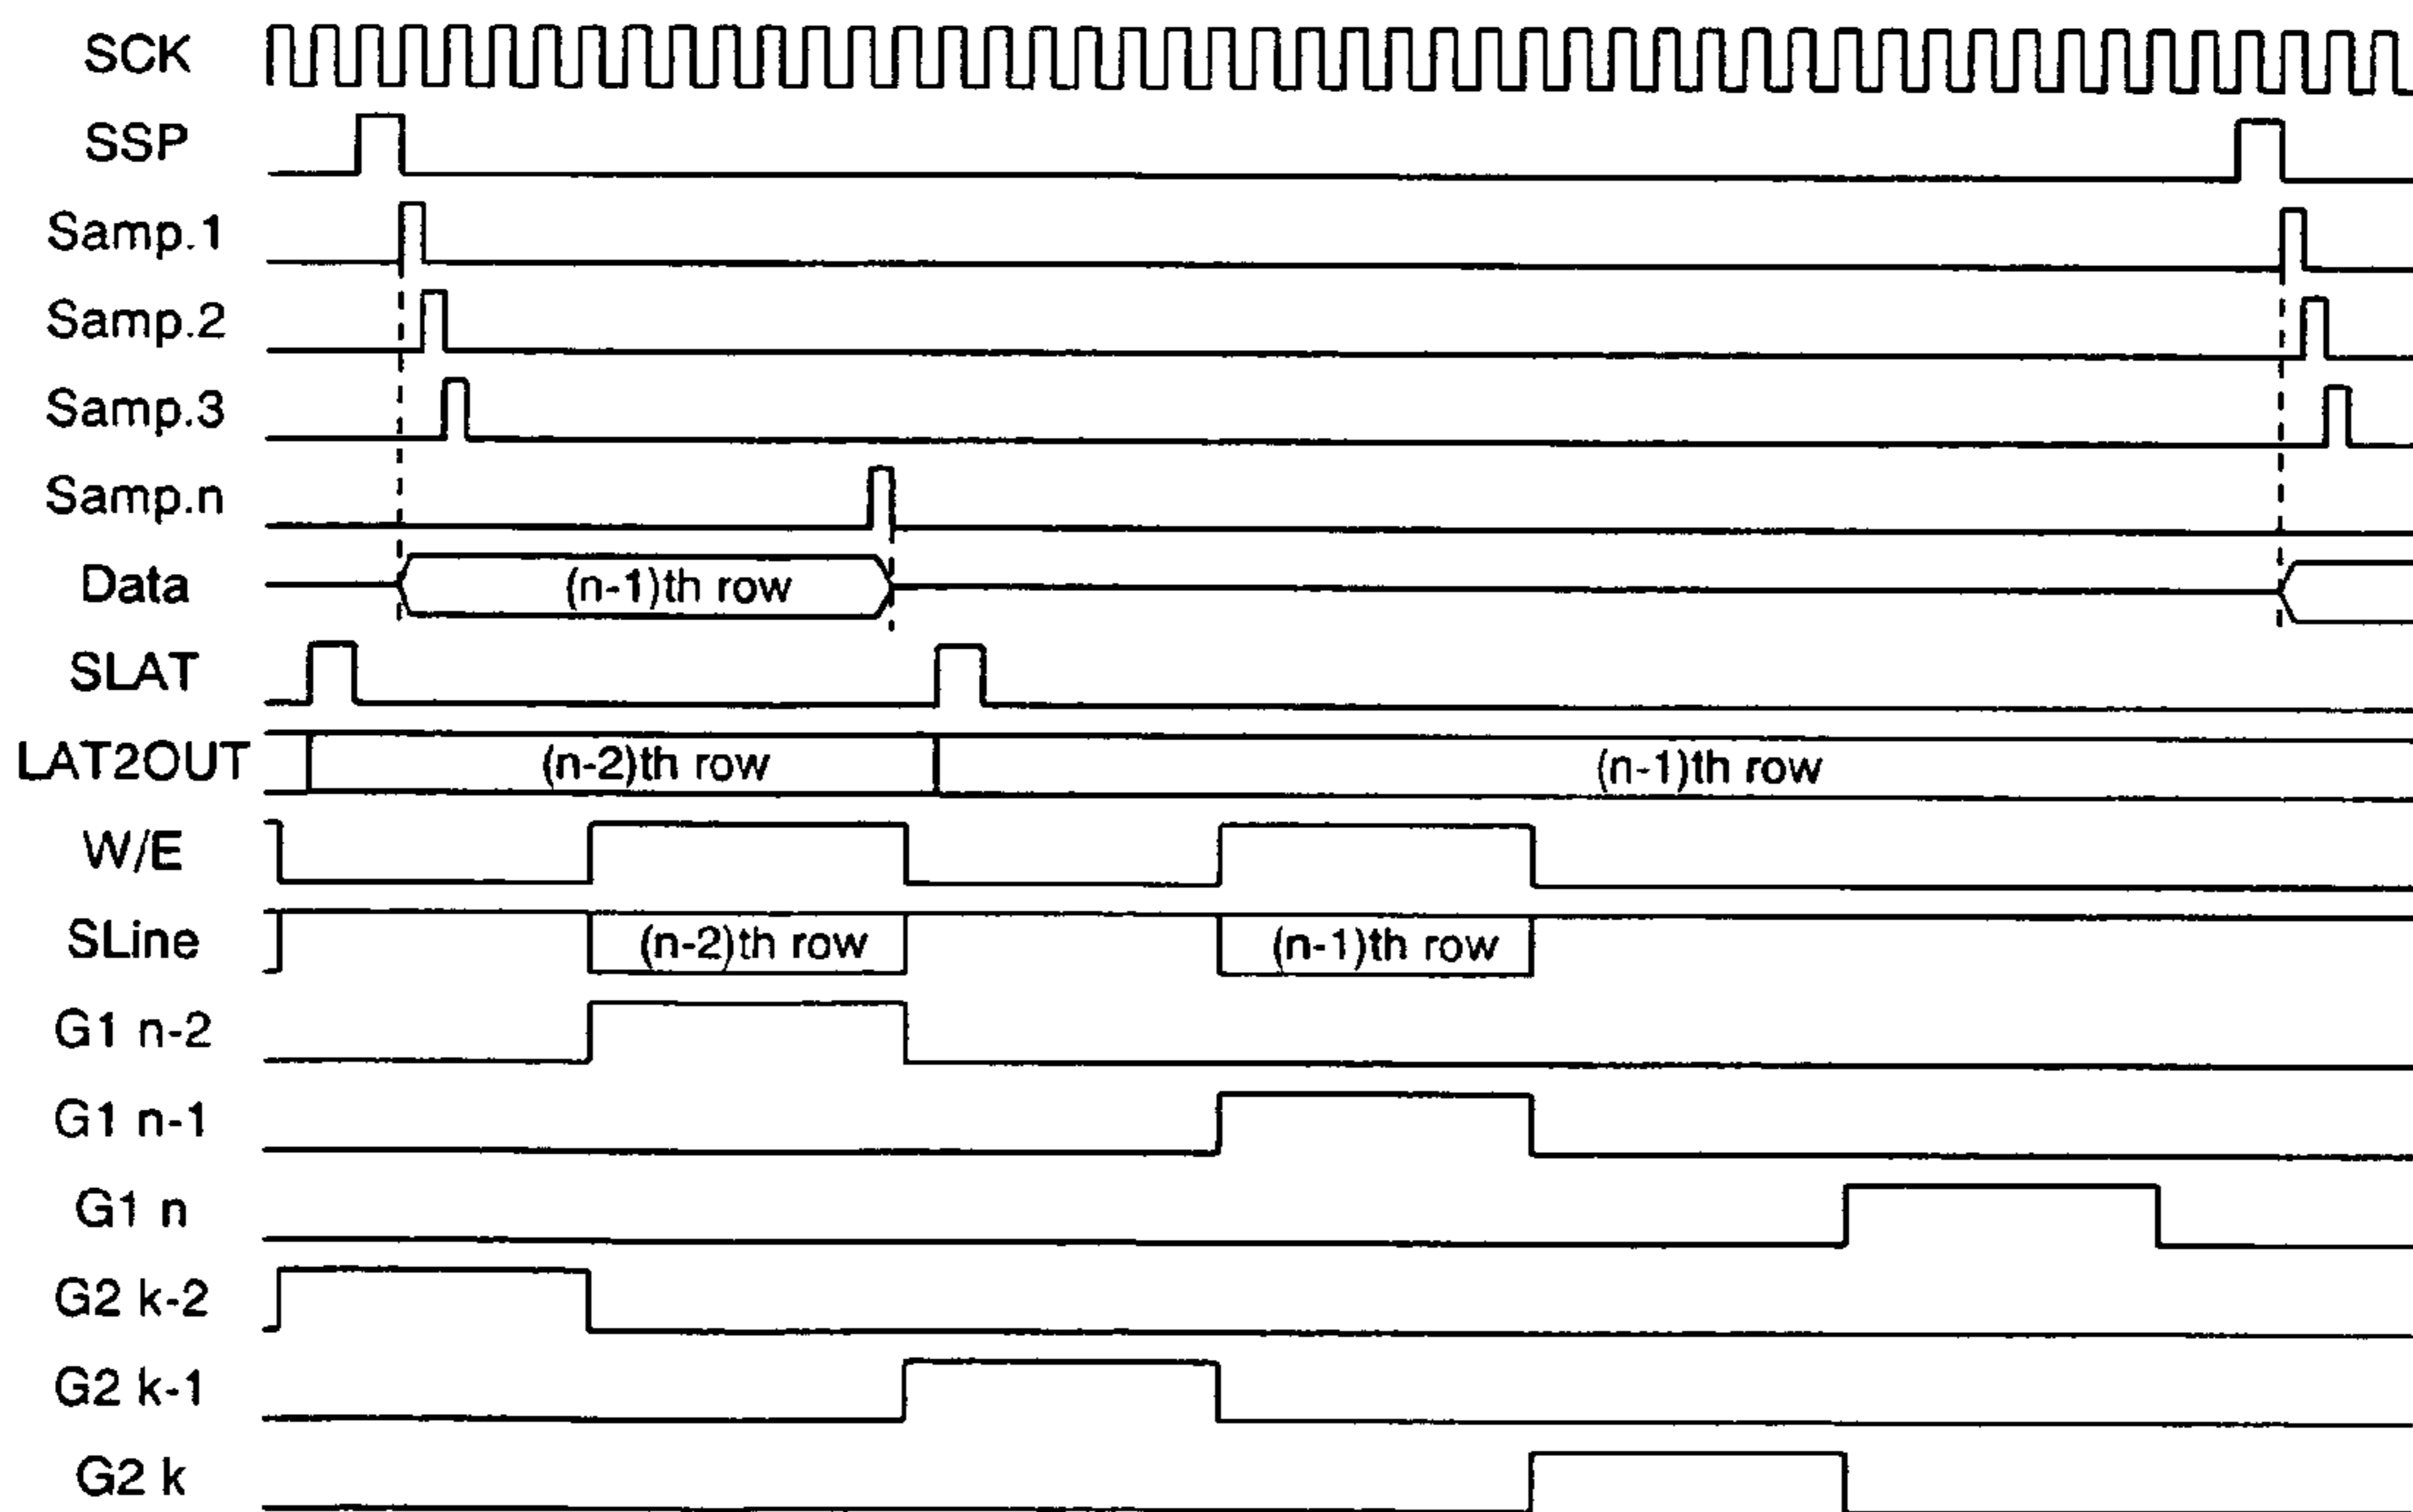 SCK
SSP
Samp.1
Samp.2
Samp.3
Samp.n
Data (n-1)th row
SLAT
LAT2OUT (n-2)th row (n-1)th row
W/E
SLine (n-2)th row (n-1)th row
G1 n-2
G1 n-1
G1 n
G2 k-2
G2 k-1
G2 k